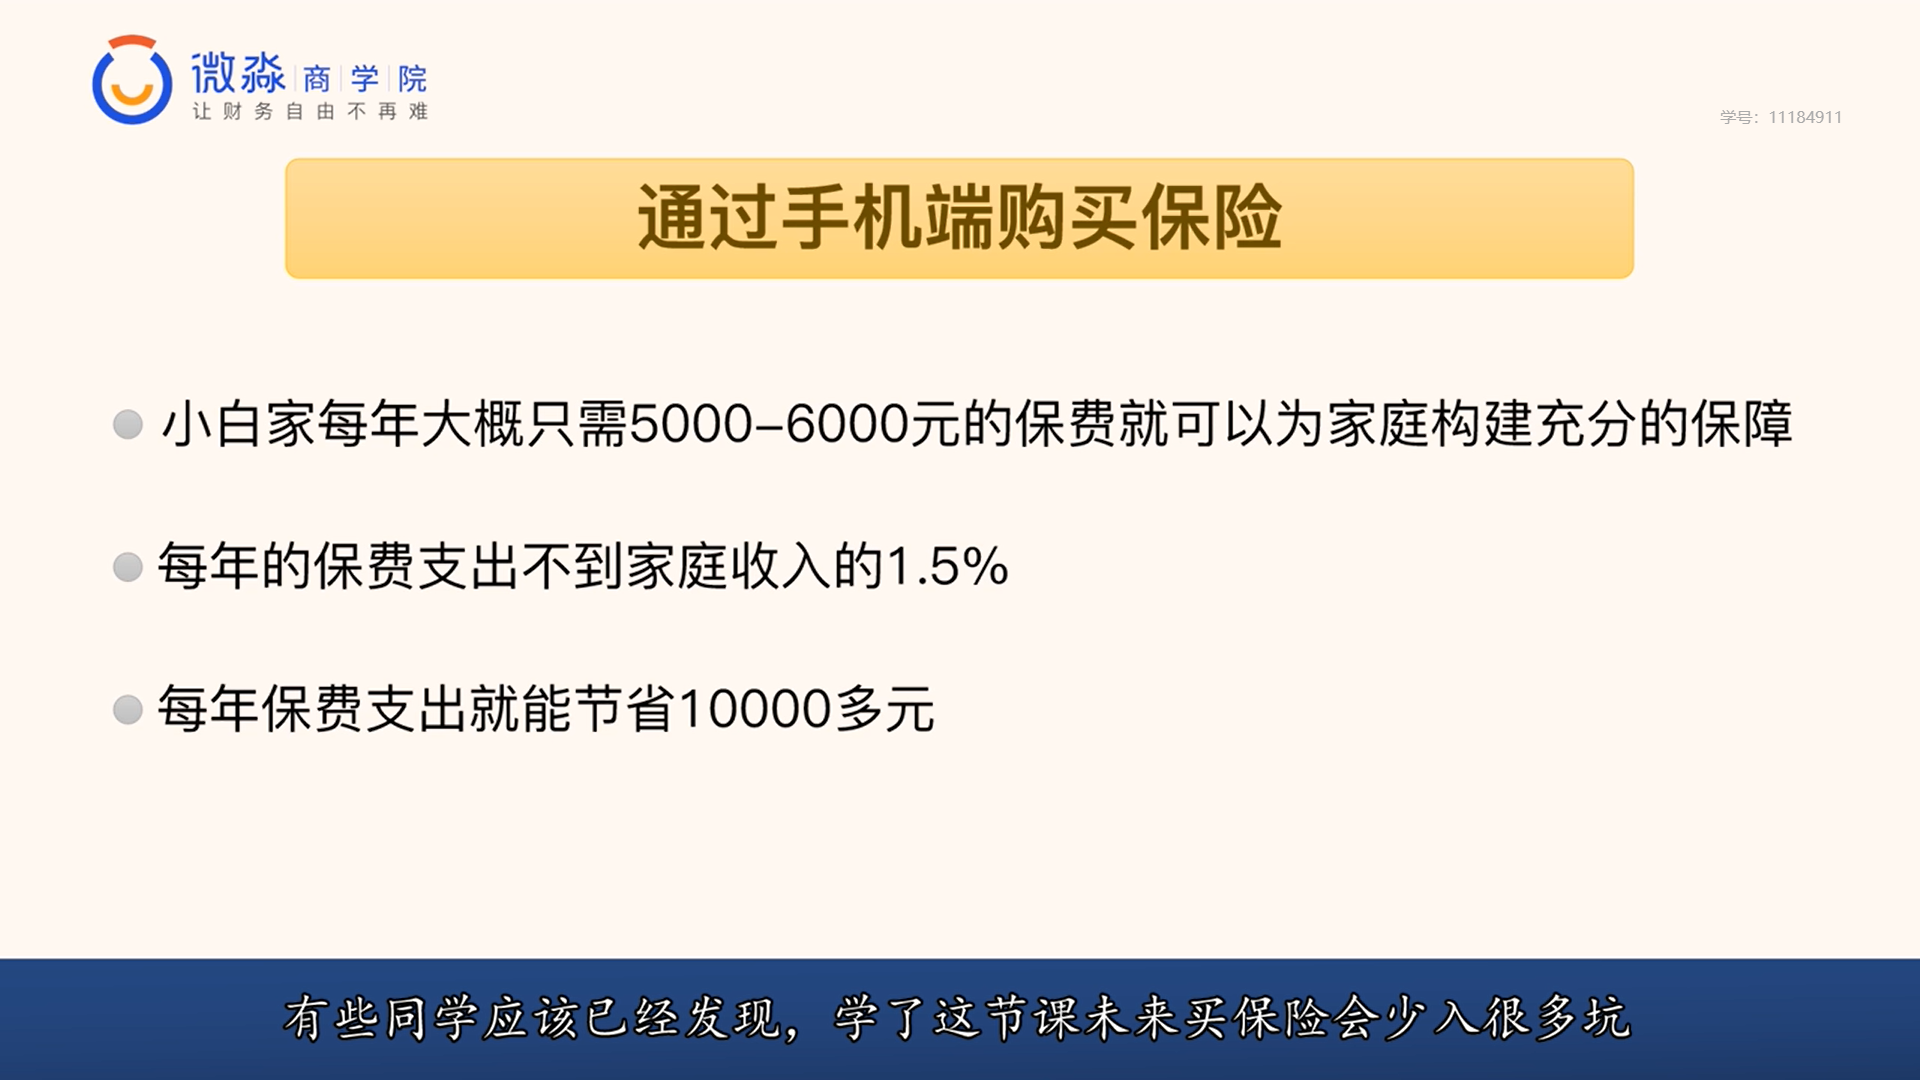 微淼 商学院
让财务自由不再难
学号：11184911
通过手机端购买保险
小白家每年大概只需5000-6000元的保费就可以为家庭构建充分的保障
每年的保费支出不到家庭收入的1.5%
每年保费支出就能节省10000多元
有些同学应该已经发现，学了这节课未来买保险会少入很多坑